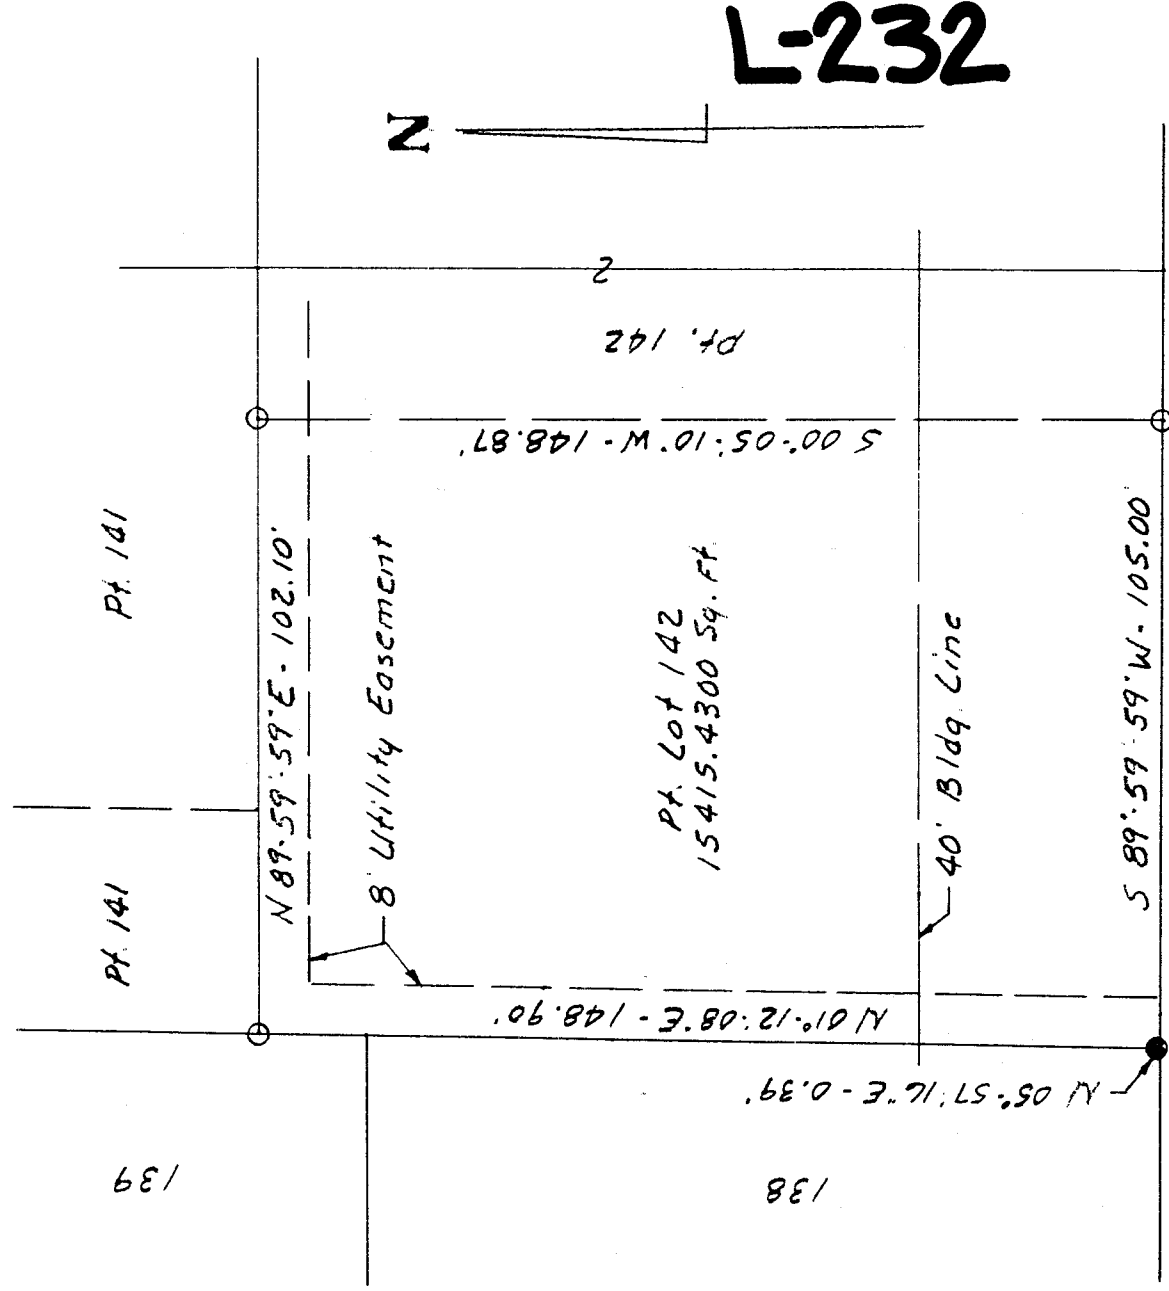 L-232
N
2
Pt. 142
S 00°-05'-10"W - 148.87'
Pt. 141
N 89-59'-59"E - 102.10'
8' Utility Easement
Pt. Lot 142
15415.4300 Sq. Ft.
40' Bldg Line
S 89°-59'-59"W - 105.00
Pt. 141
N 01°-12'-08"E - 148.90'
N 05°-57'-16"E - 0.39'
139
138